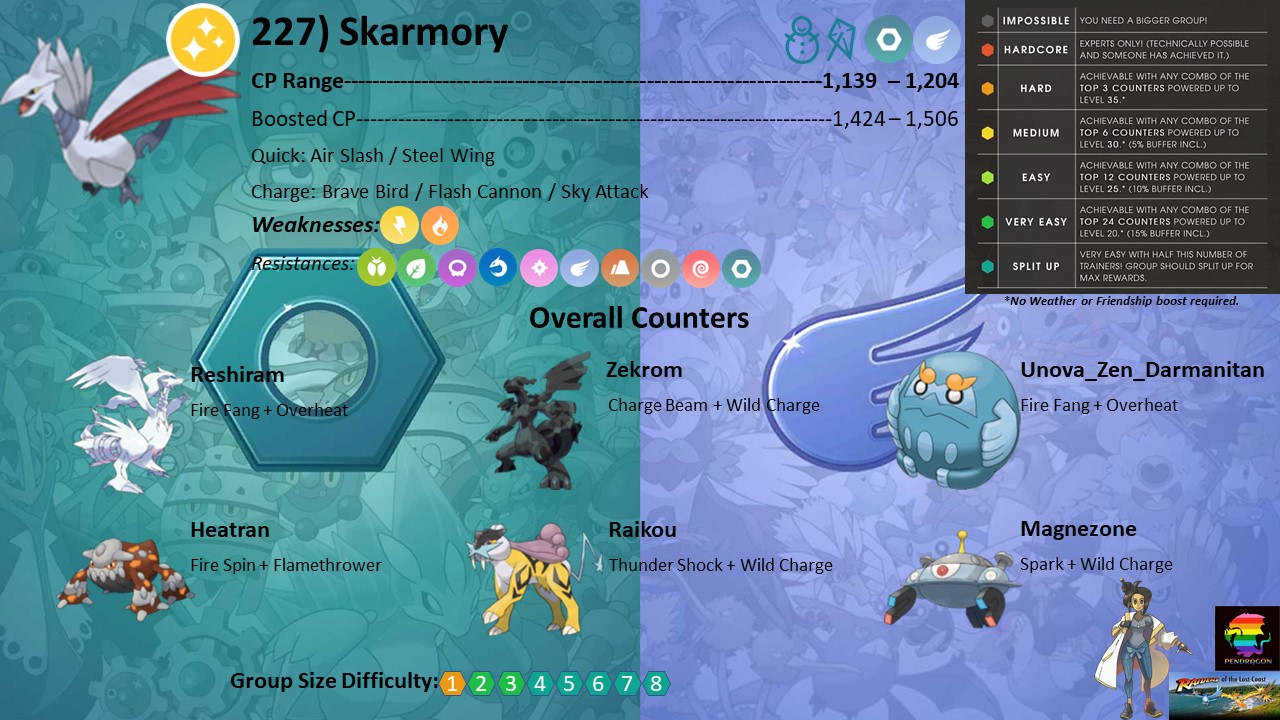 227) Skarmory
CP Range---1,139 – 1,204
Boosted CP---1,424 – 1,506
Quick: Air Slash / Steel Wing
Charge: Brave Bird / Flash Cannon / Sky Attack
Weaknesses:
Resistances:
IMPOSSIBLE YOU NEED A BIGGER GROUP!
HARDCORE EXPERTS ONLY! (TECHNICALLY POSSIBLE
AND SOMEONE HAS ACHIEVED IT.)
HARD ACHIEVABLE WITH ANY COMBO OF THE
TOP 3 COUNTERS POWERED UP TO
LEVEL 35.*
MEDIUM ACHIEVABLE WITH ANY COMBO OF THE
TOP 6 COUNTERS POWERED UP TO
LEVEL 30.* (5% BUFFER INCL.)
EASY ACHIEVABLE WITH ANY COMBO OF THE
TOP 12 COUNTERS POWERED UP TO
LEVEL 25.* (10% BUFFER INCL.)
VERY EASY ACHIEVABLE WITH ANY COMBO OF THE
TOP 24 COUNTERS POWERED UP TO
LEVEL 20.* (15% BUFFER INCL.)
SPLIT UP VERY EASY WITH HALF THIS NUMBER OF
TRAINERS! GROUP SHOULD SPLIT UP FOR
MAX REWARDS.
*No Weather or Friendship boost required.
Overall Counters
Reshiram
Fire Fang + Overheat
Zekrom
Charge Beam + Wild Charge
Unova_Zen_Darmanitan
Fire Fang + Overheat
Heatran
Fire Spin + Flamethrower
Raikou
Thunder Shock + Wild Charge
Magnezone
Spark + Wild Charge
Group Size Difficulty: 1 2 3 4 5 6 7 8
PENDRAGON
RAIDERS of the Lost Coast